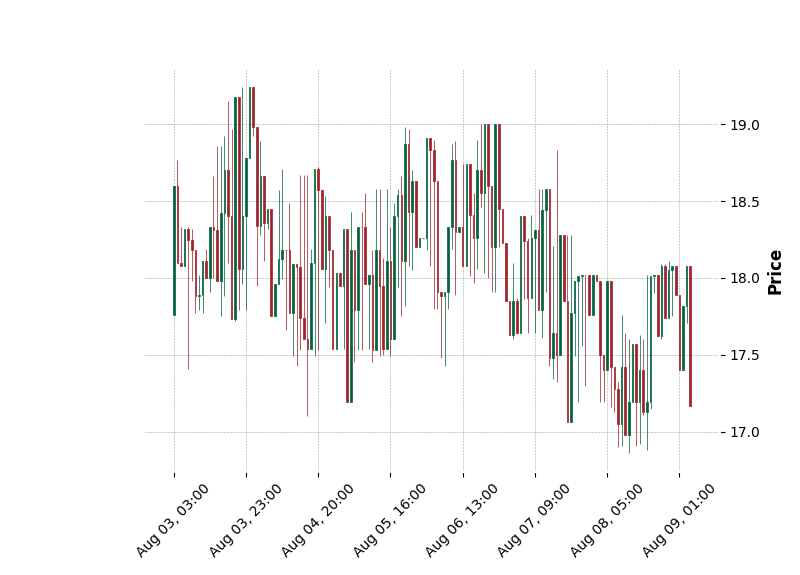 19.0
18.5
18.0
17.5
17.0
Price
Aug 03, 03:00
Aug 03, 23:00
Aug 04, 20:00
Aug 05, 16:00
Aug 06, 13:00
Aug 07, 09:00
Aug 08, 05:00
Aug 09, 01:00